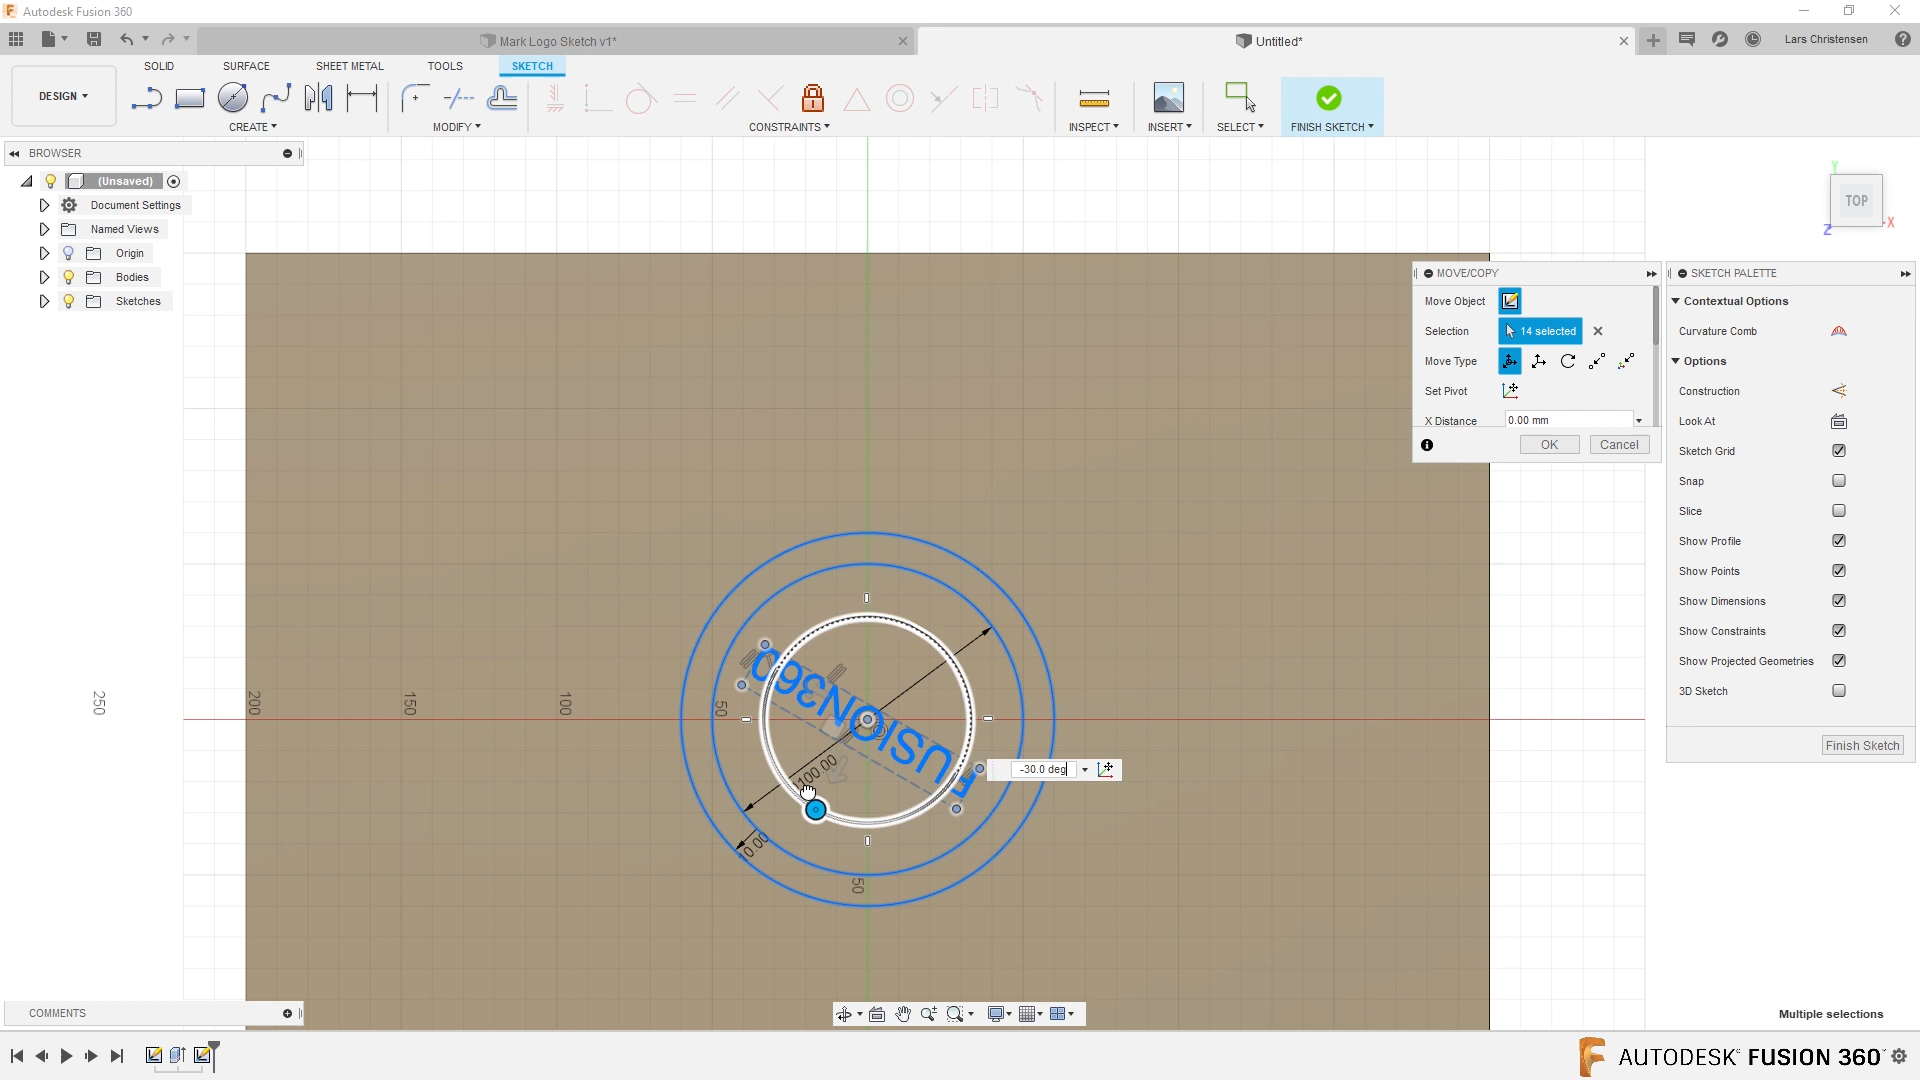 Autodesk Fusion 360
Mark Logo Sketch v1*
Untitled*
Lars Christensen
DESIGN
SOLID
SURFACE
SHEET METAL
TOOLS
SKETCH
CREATE
MODIFY
CONSTRAINTS
INSPECT
INSERT
SELECT
FINISH SKETCH
BROWSER
(Unsaved)
Document Settings
Named Views
Origin
Bodies
Sketches
Y
TOP
X
Z
MOVE/COPY
Move Object
Selection
14 selected
Move Type
Set Pivot
X Distance
0.00 mm
OK
Cancel
SKETCH PALETTE
Contextual Options
Curvature Comb
Options
Construction
Look At
Sketch Grid
Snap
Slice
Show Profile
Show Points
Show Dimensions
Show Constraints
Show Projected Geometries
3D Sketch
Finish Sketch
250
200
150
100
50
FUSION360
-30.0 deg
100.00
10.00
50
COMMENTS
Multiple selections
AUTODESK FUSION 360